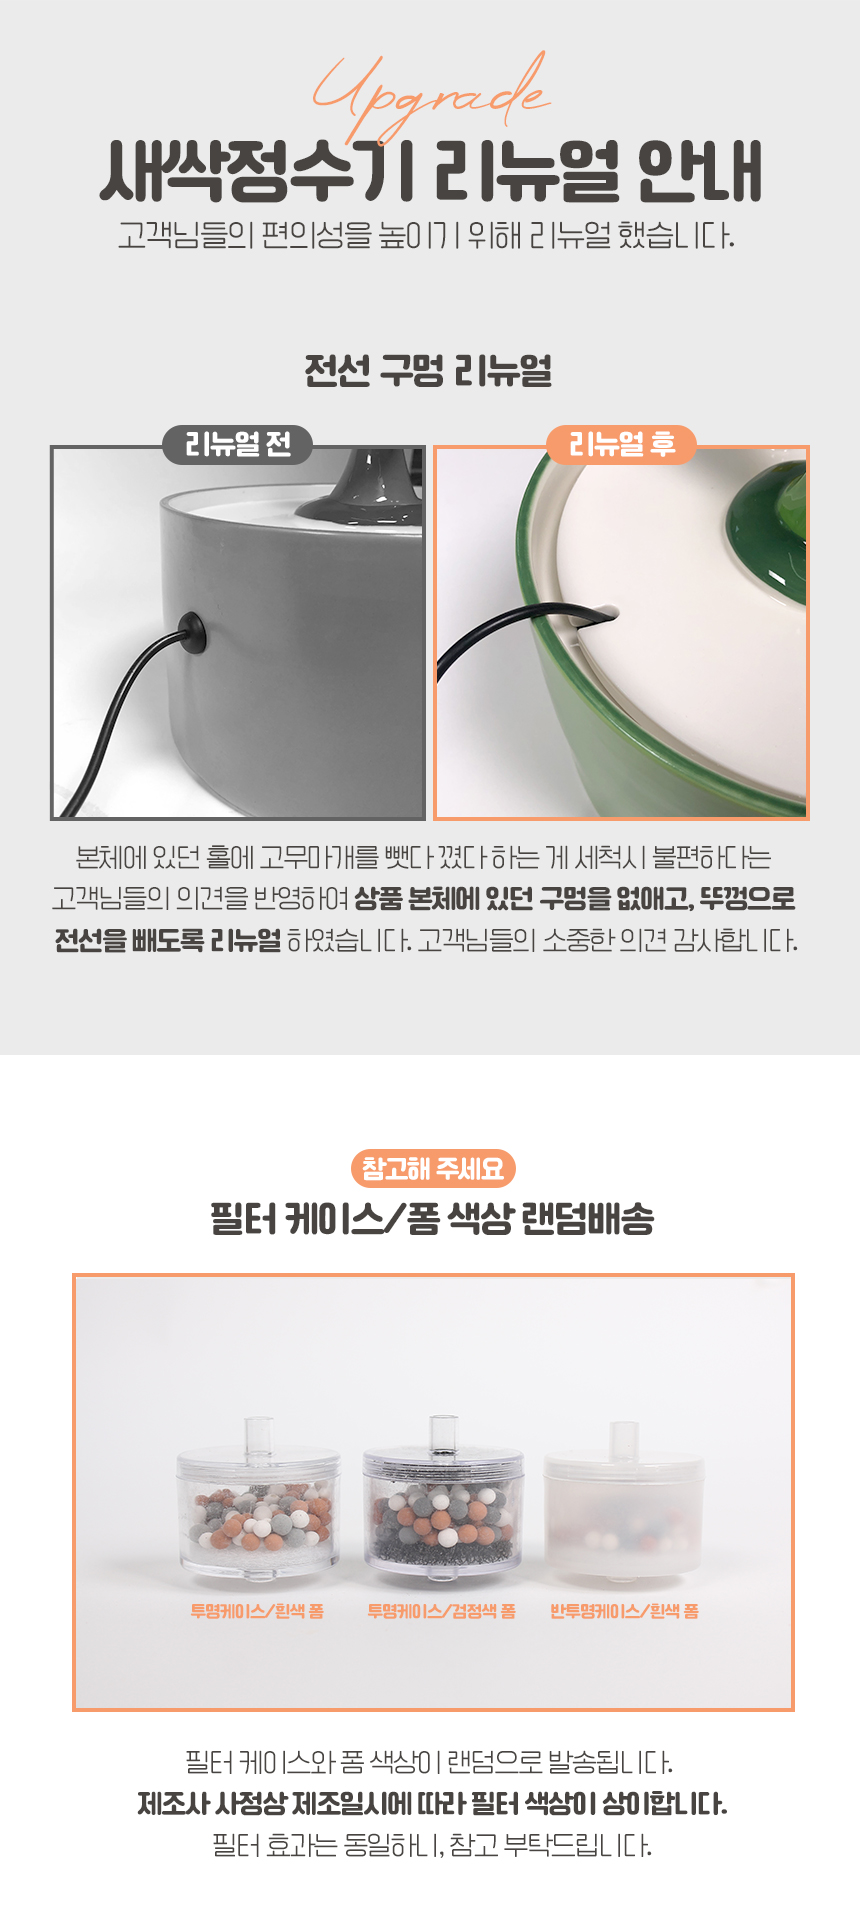 Upgrade
새싹정수기 리뉴얼 안내
고객님들의 편의성을 높이기 위해 리뉴얼 했습니다.
전선 구멍 리뉴얼
리뉴얼 전
리뉴얼 후
본체에 있던 홀에 고무마개를 뺏다 꼈다 하는 게 세척시 불편하다는
고객님들의 의견을 반영하여 상품 본체에 있던 구멍을 없애고, 뚜껑으로
전선을 빼도록 리뉴얼 하였습니다. 고객님들의 소중한 의견 감사합니다.
참고해 주세요
필터 케이스/폼 색상 랜덤배송
투명케이스/흰색 폼
투명케이스/검정색 폼
반투명케이스/흰색 폼
필터 케이스와 폼 색상이 랜덤으로 발송됩니다.
제조사 사정상 제조일시에 따라 필터 색상이 상이합니다.
필터 효과는 동일하니, 참고 부탁드립니다.